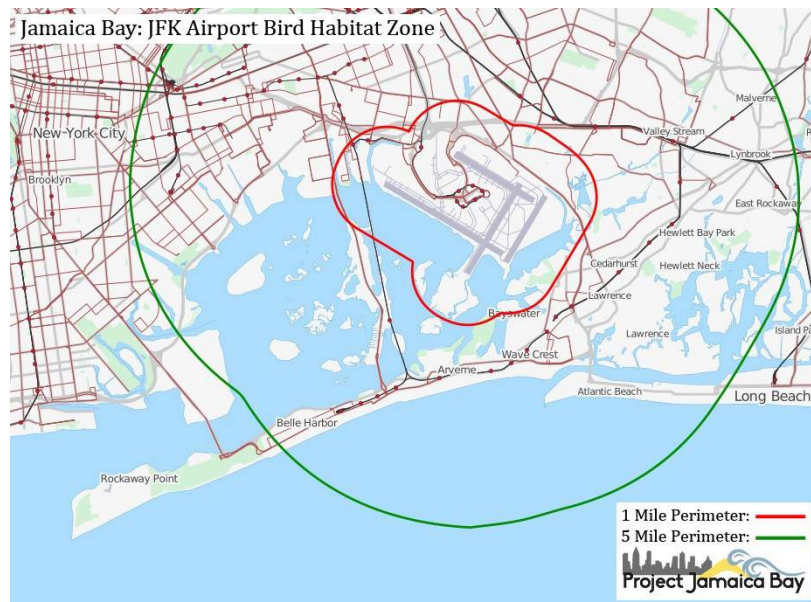 Jamaica Bay: JFK Airport Bird Habitat Zone
Malverne
New-York City
Valley Stream
Lynbrook
Brooklyn
East Rockaway
Hewlett Bay Park
Cedarhurst
Hewlett Neck
Lawrence
Bayswater
Lawrence
Island Pa
Wave Crest
Arverne
Atlantic Beach
Long Beach
Belle Harbor
Rockaway Point
1 Mile Perimeter:
5 Mile Perimeter:
Project Jamaica Bay